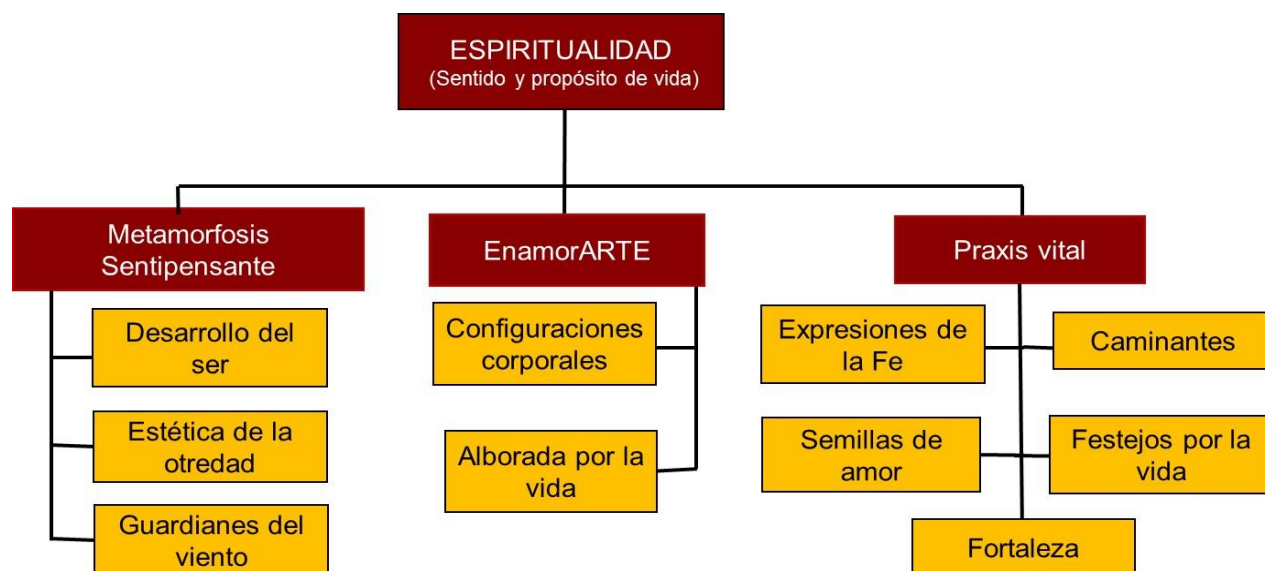 ESPIRITUALIDAD
(Sentido y propósito de vida)
Metamorfosis
Sentipensante
EnamorARTE
Praxis vital
Desarrollo del
ser
Estética de la
otredad
Guardianes del
viento
Configuraciones
corporales
Alborada por la
vida
Expresiones de
la Fe
Caminantes
Semillas de
amor
Festejos por la
vida
Fortaleza